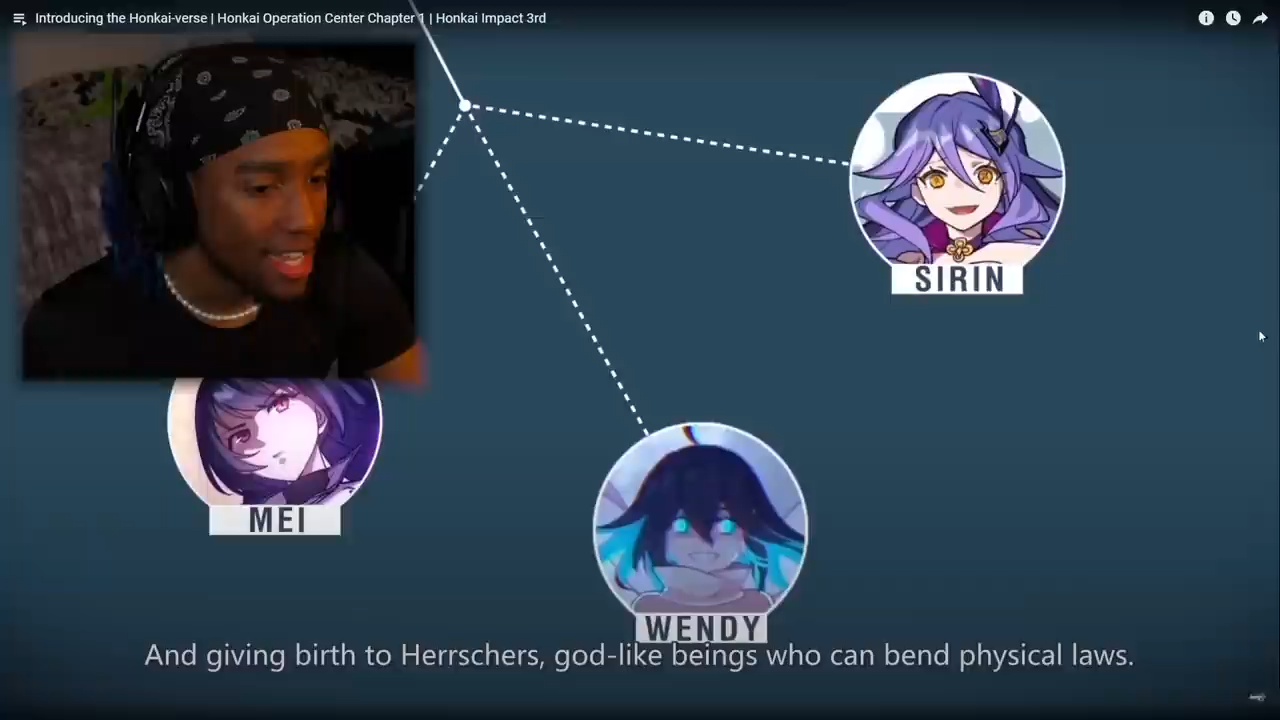 Introducing the Honkai-verse | Honkai Operation Center Chapter 1 | Honkai Impact 3rd
SIRIN
MEI
WENDY
And giving birth to Herrschers, god-like beings who can bend physical laws.